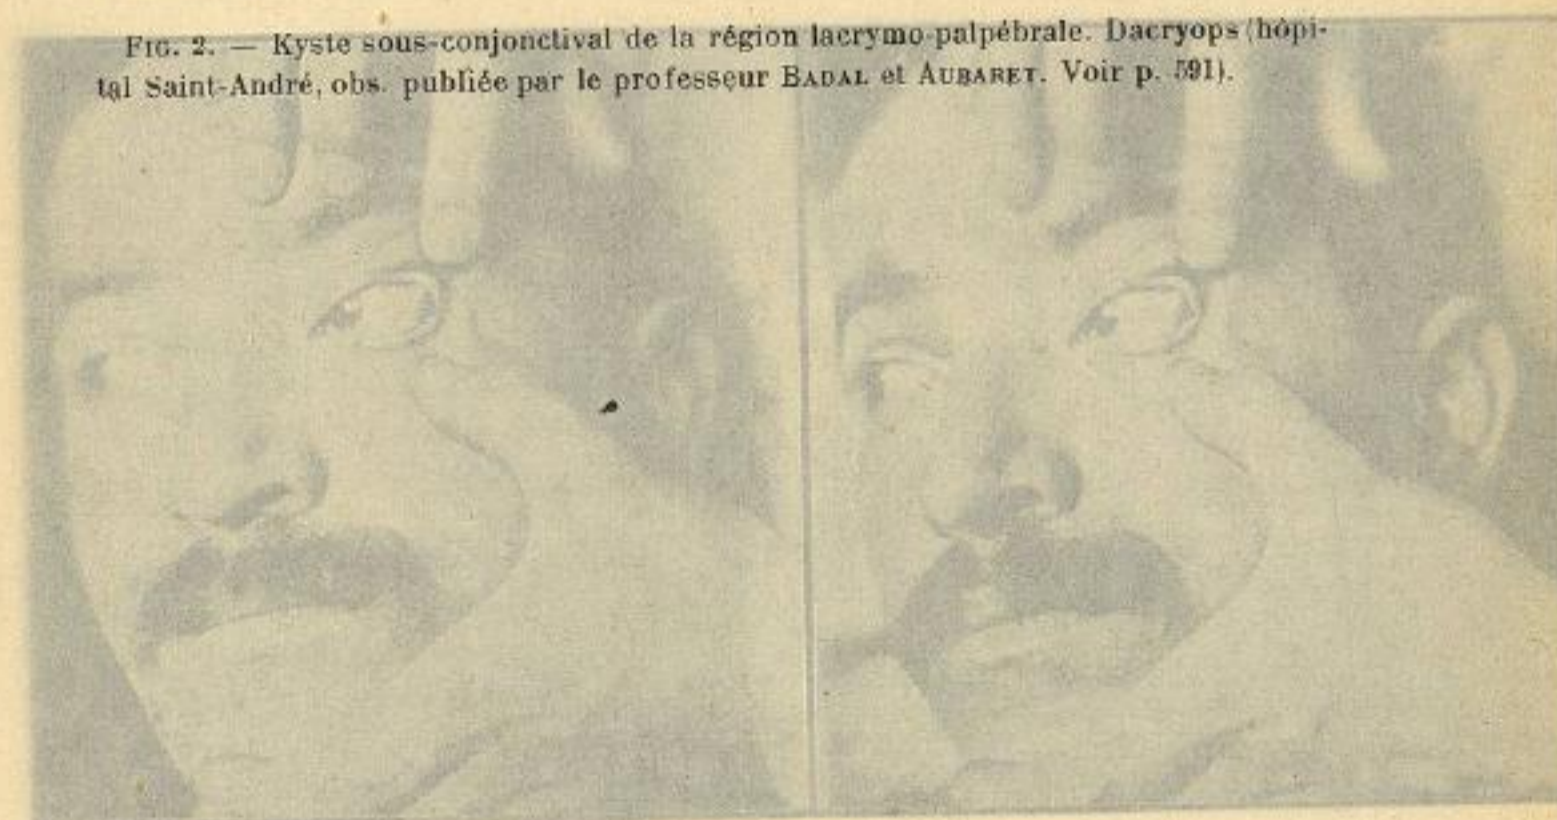 FIG. 2. — Kyste sous-conjonctival de la région lacrymo-palpébrale. Dacryops (hôpi-
tal Saint-André, obs. publiée par le professeur BADAL et AUBARET. Voir p. 591).